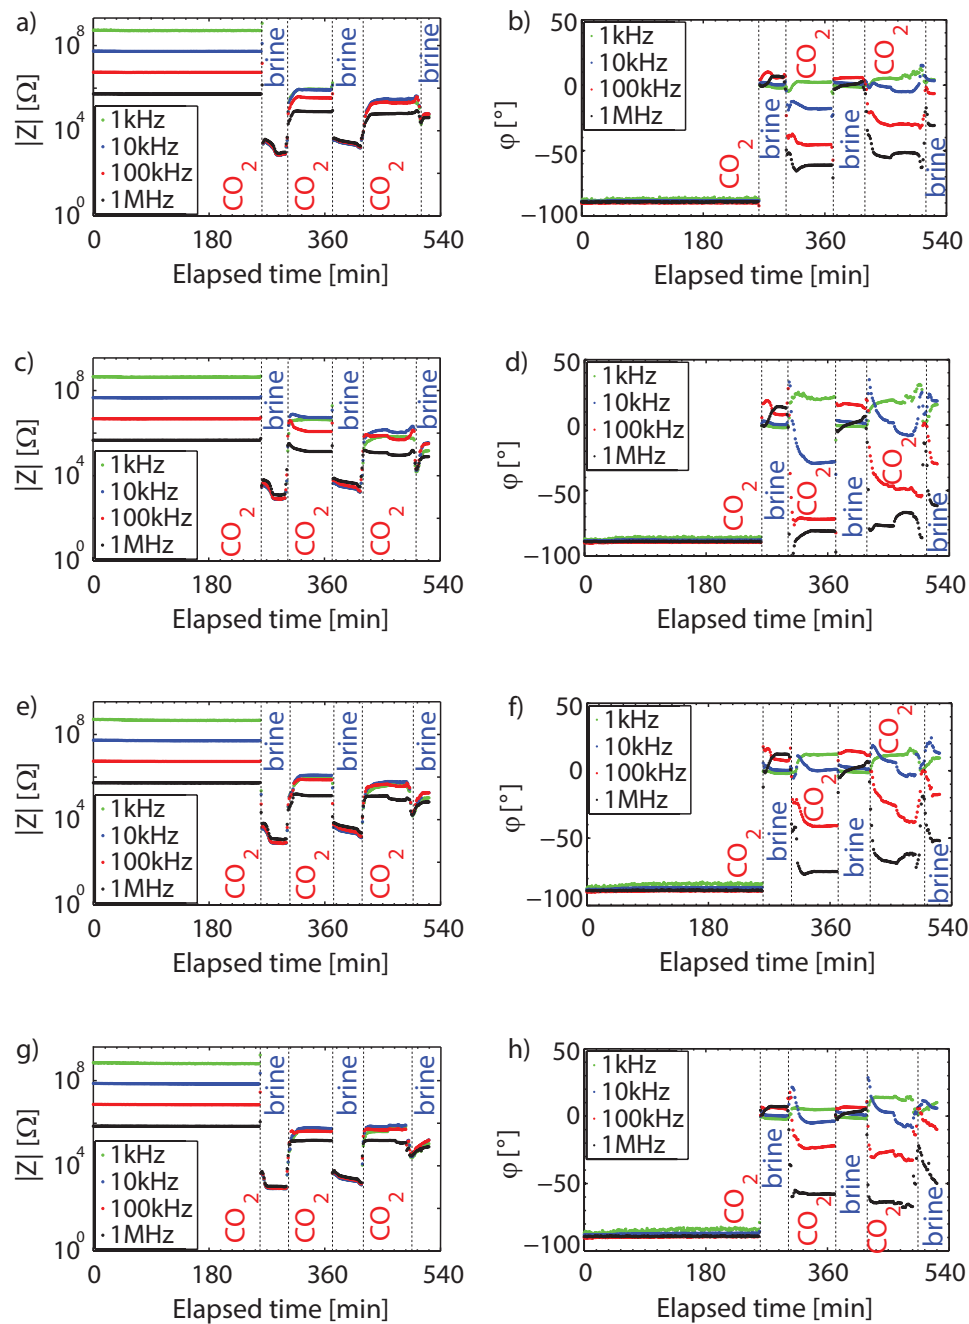 a)
|Z| [Ω]
10^8
10^4
10^0
1kHz
10kHz
100kHz
1MHz
CO2
brine
CO2
brine
CO2
brine
0 180 360 540
Elapsed time [min]
b)
φ [°]
50
0
−50
−100
1kHz
10kHz
100kHz
1MHz
CO2
brine
CO2
brine
CO2
brine
0 180 360 540
Elapsed time [min]
c)
|Z| [Ω]
10^8
10^4
10^0
1kHz
10kHz
100kHz
1MHz
CO2
brine
CO2
brine
CO2
brine
0 180 360 540
Elapsed time [min]
d)
φ [°]
50
0
−50
−100
1kHz
10kHz
100kHz
1MHz
CO2
brine
CO2
brine
CO2
brine
0 180 360 540
Elapsed time [min]
e)
|Z| [Ω]
10^8
10^4
10^0
1kHz
10kHz
100kHz
1MHz
CO2
brine
CO2
brine
CO2
brine
0 180 360 540
Elapsed time [min]
f)
φ [°]
50
0
−50
−100
1kHz
10kHz
100kHz
1MHz
CO2
brine
CO2
brine
CO2
brine
0 180 360 540
Elapsed time [min]
g)
|Z| [Ω]
10^8
10^4
10^0
1kHz
10kHz
100kHz
1MHz
CO2
brine
CO2
brine
CO2
brine
0 180 360 540
Elapsed time [min]
h)
φ [°]
50
0
−50
−100
1kHz
10kHz
100kHz
1MHz
CO2
brine
CO2
brine
CO2
brine
0 180 360 540
Elapsed time [min]